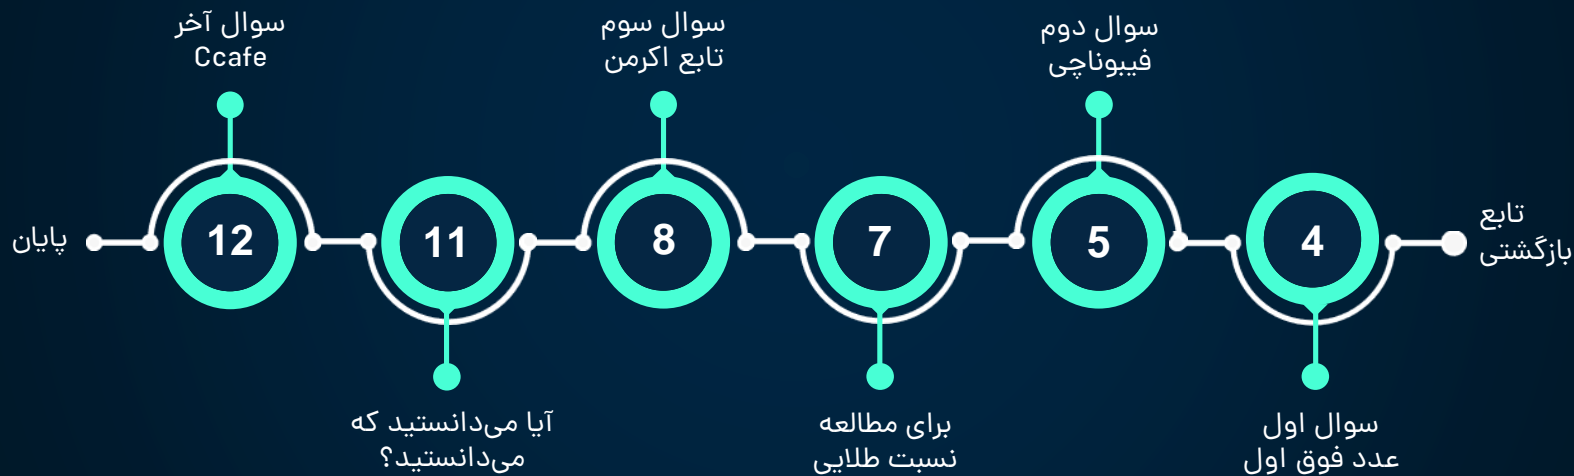 تابع
بازگشتی
4
سوال اول
عدد فوق اول
5
سوال دوم
فیبوناچی
7
برای مطالعه
نسبت طلایی
8
سوال سوم
تابع اکرمن
11
آیا می‌دانستید که
می‌دانستید؟
12
سوال آخر
Ccafe
پایان